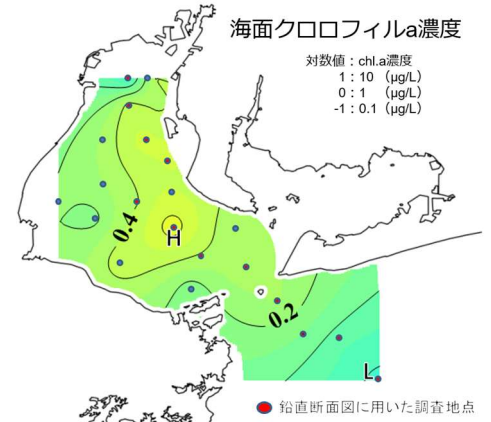 海面クロロフィルa濃度
対数値：chl.a濃度
1：10 （μg/L）
0：1 （μg/L）
-1：0.1（μg/L）
0.4
H
0.2
L
鉛直断面図に用いた調査地点